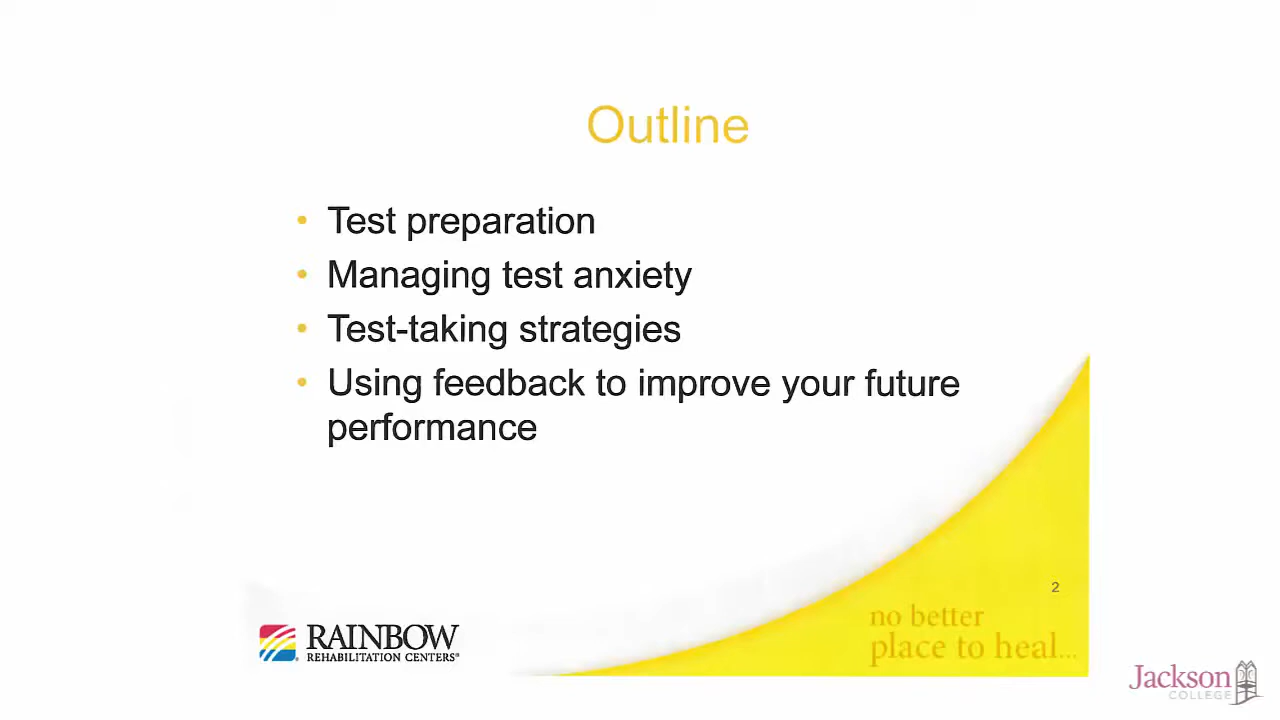 Outline
• Test preparation
• Managing test anxiety
• Test-taking strategies
• Using feedback to improve your future
performance
2
no better
place to heal...
RAINBOW
REHABILITATION CENTERS®
Jackson
COLLEGE